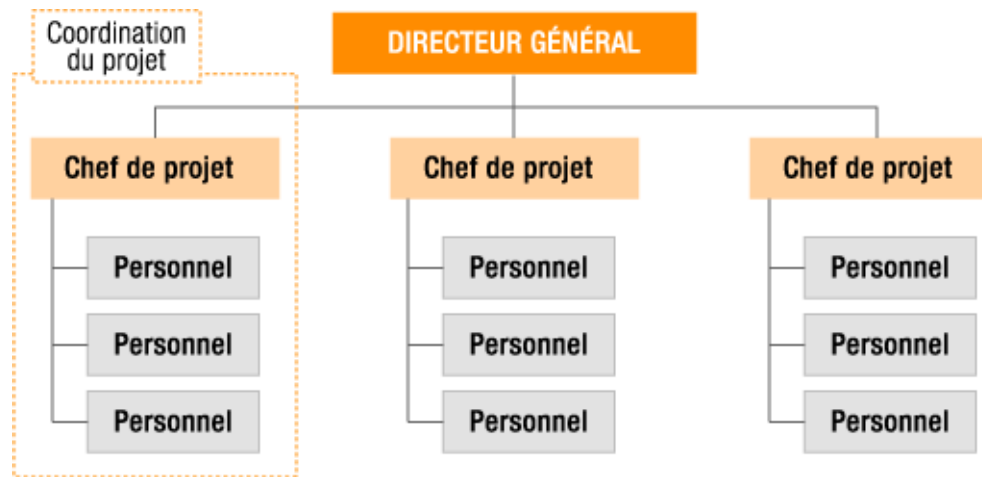 Coordination
du projet
DIRECTEUR GÉNÉRAL
Chef de projet
Chef de projet
Chef de projet
Personnel
Personnel
Personnel
Personnel
Personnel
Personnel
Personnel
Personnel
Personnel